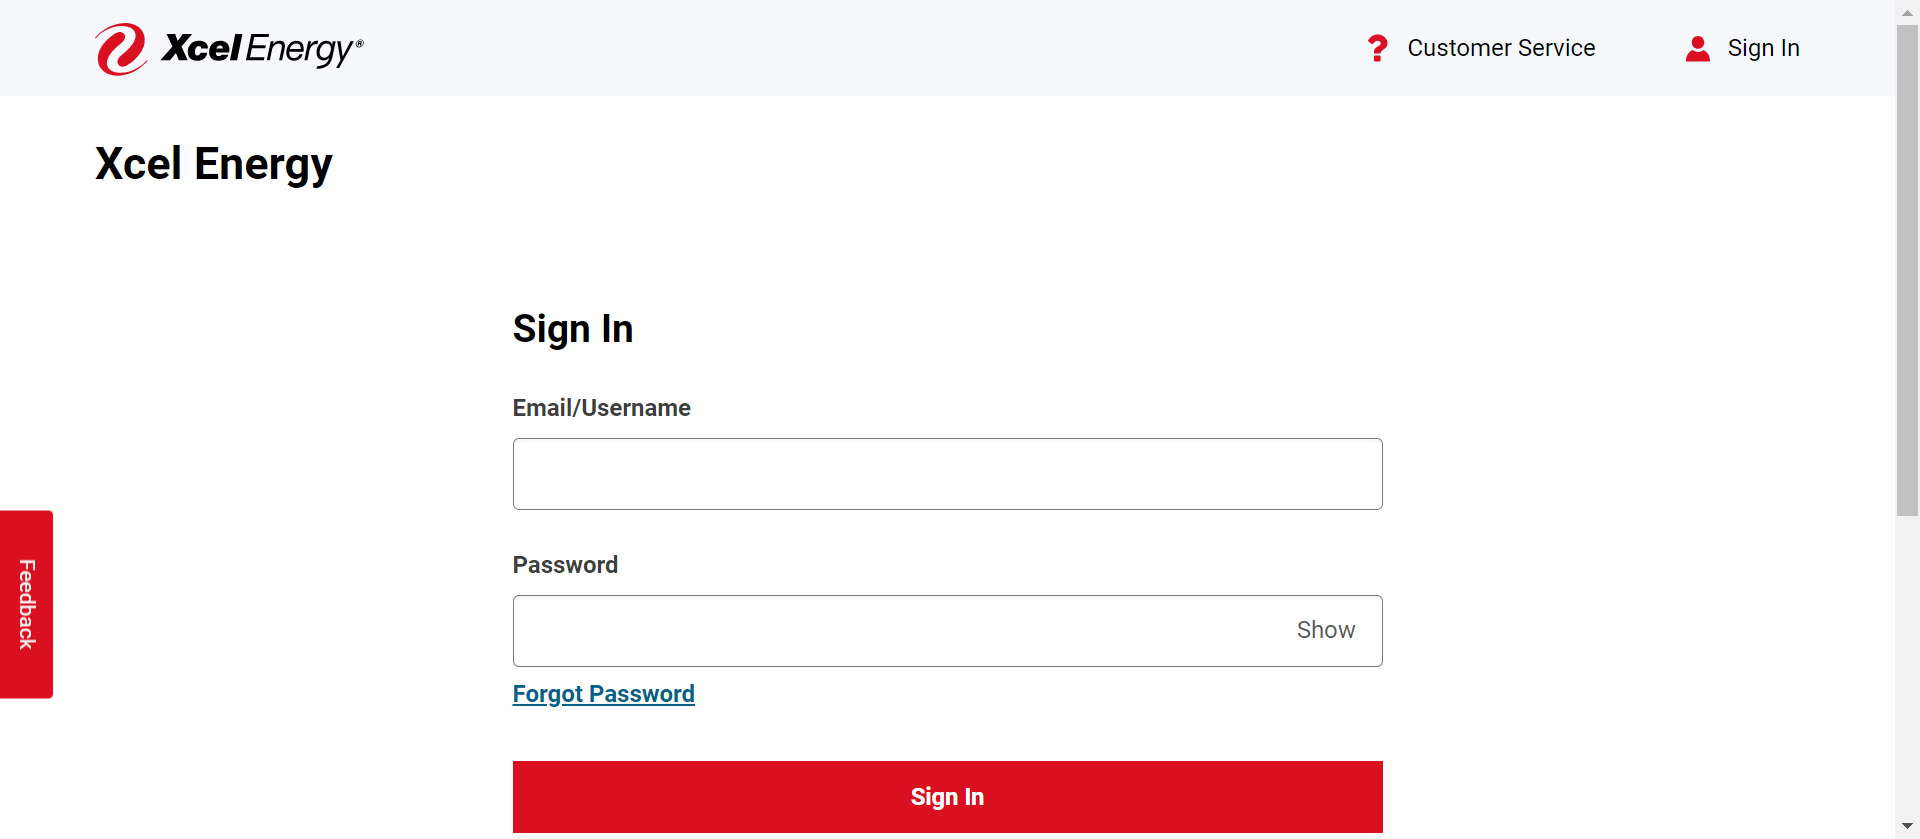 Xcel Energy®
Customer Service
Sign In
Xcel Energy
Sign In
Email/Username
Password
Show
Forgot Password
Sign In
Feedback